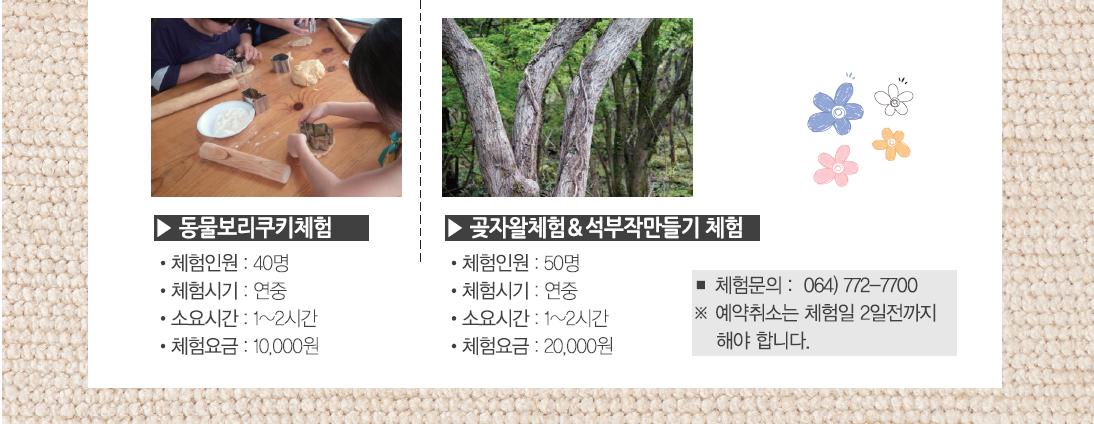 ▶ 동물보리쿠키체험
• 체험인원 : 40명
• 체험시기 : 연중
• 소요시간 : 1~2시간
• 체험요금 : 10,000원
▶ 곶자왈체험&석부작만들기 체험
• 체험인원 : 50명
• 체험시기 : 연중
• 소요시간 : 1~2시간
• 체험요금 : 20,000원
■ 체험문의 : 064) 772-7700
※ 예약취소는 체험일 2일전까지
해야 합니다.